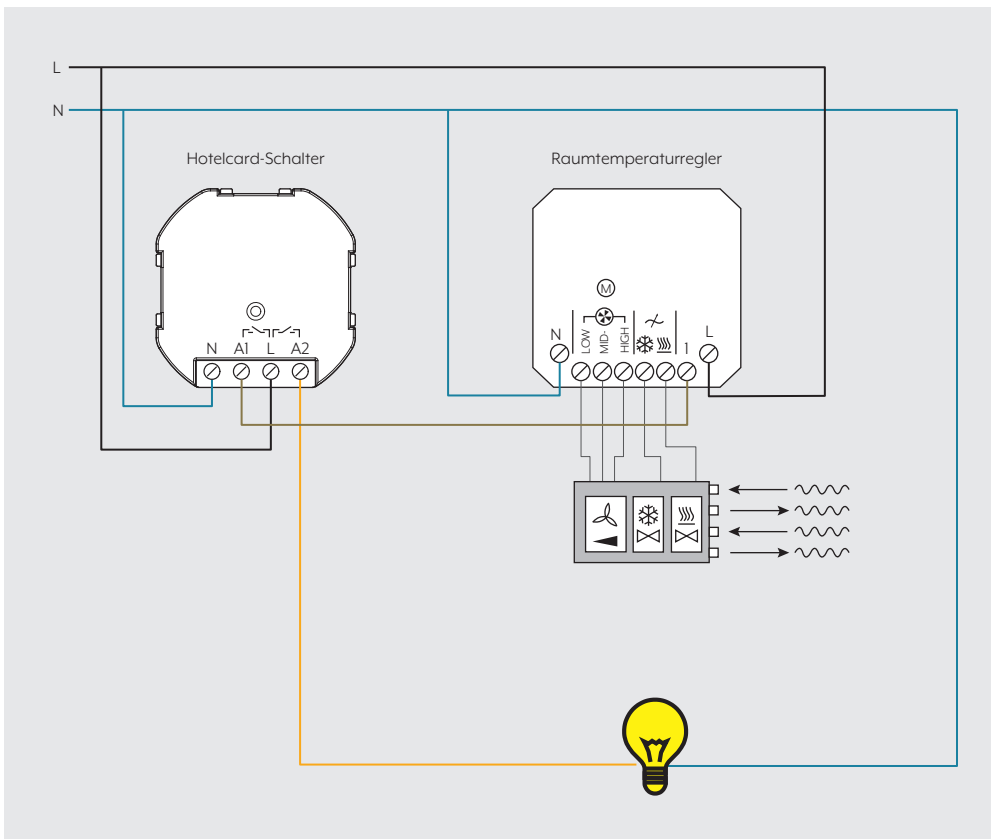 L
N
Hotelcard-Schalter
Raumtemperaturregler
M
N
LOW
MID-
HIGH
1
L
N A1 L A2